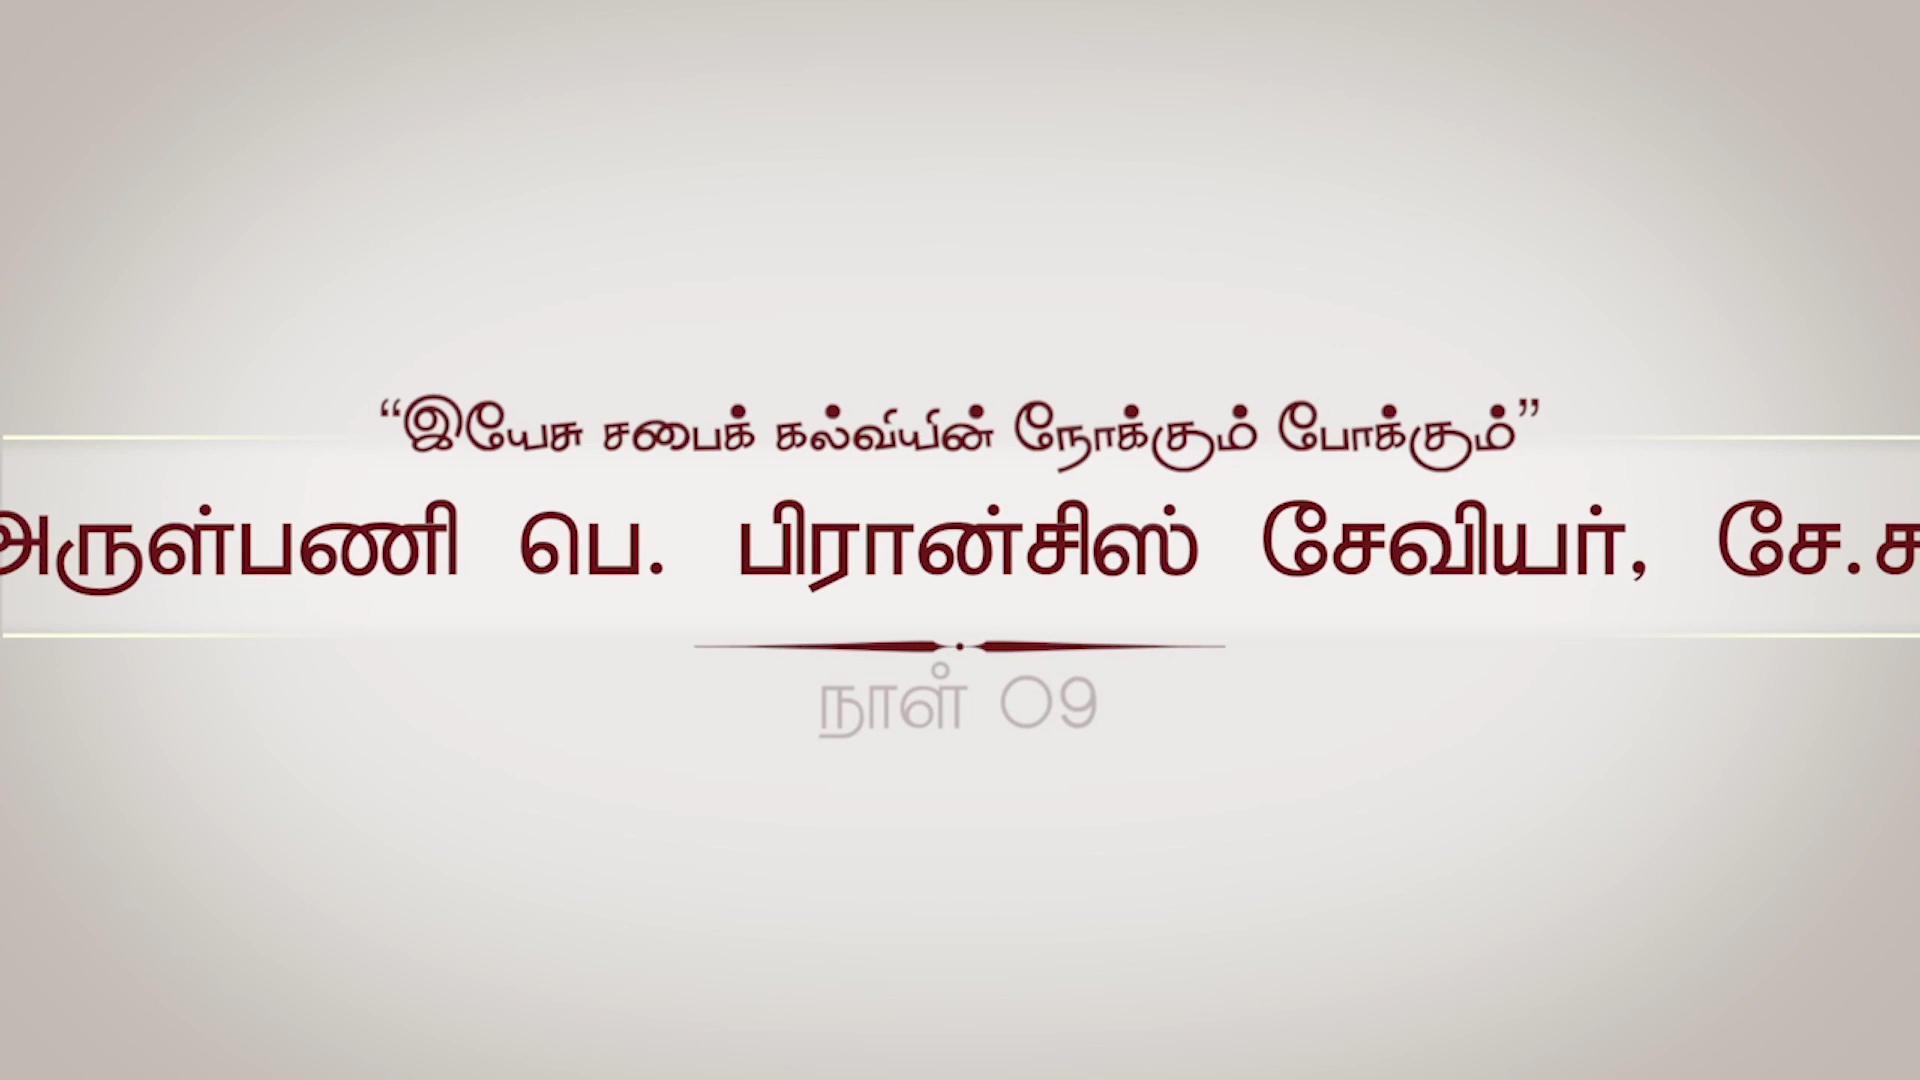 “இயேசு சபைக் கல்வியின் நோக்கும் போக்கும்”
அருள்பணி பெ. பிரான்சிஸ் சேவியர், சே.ச
நாள் 09